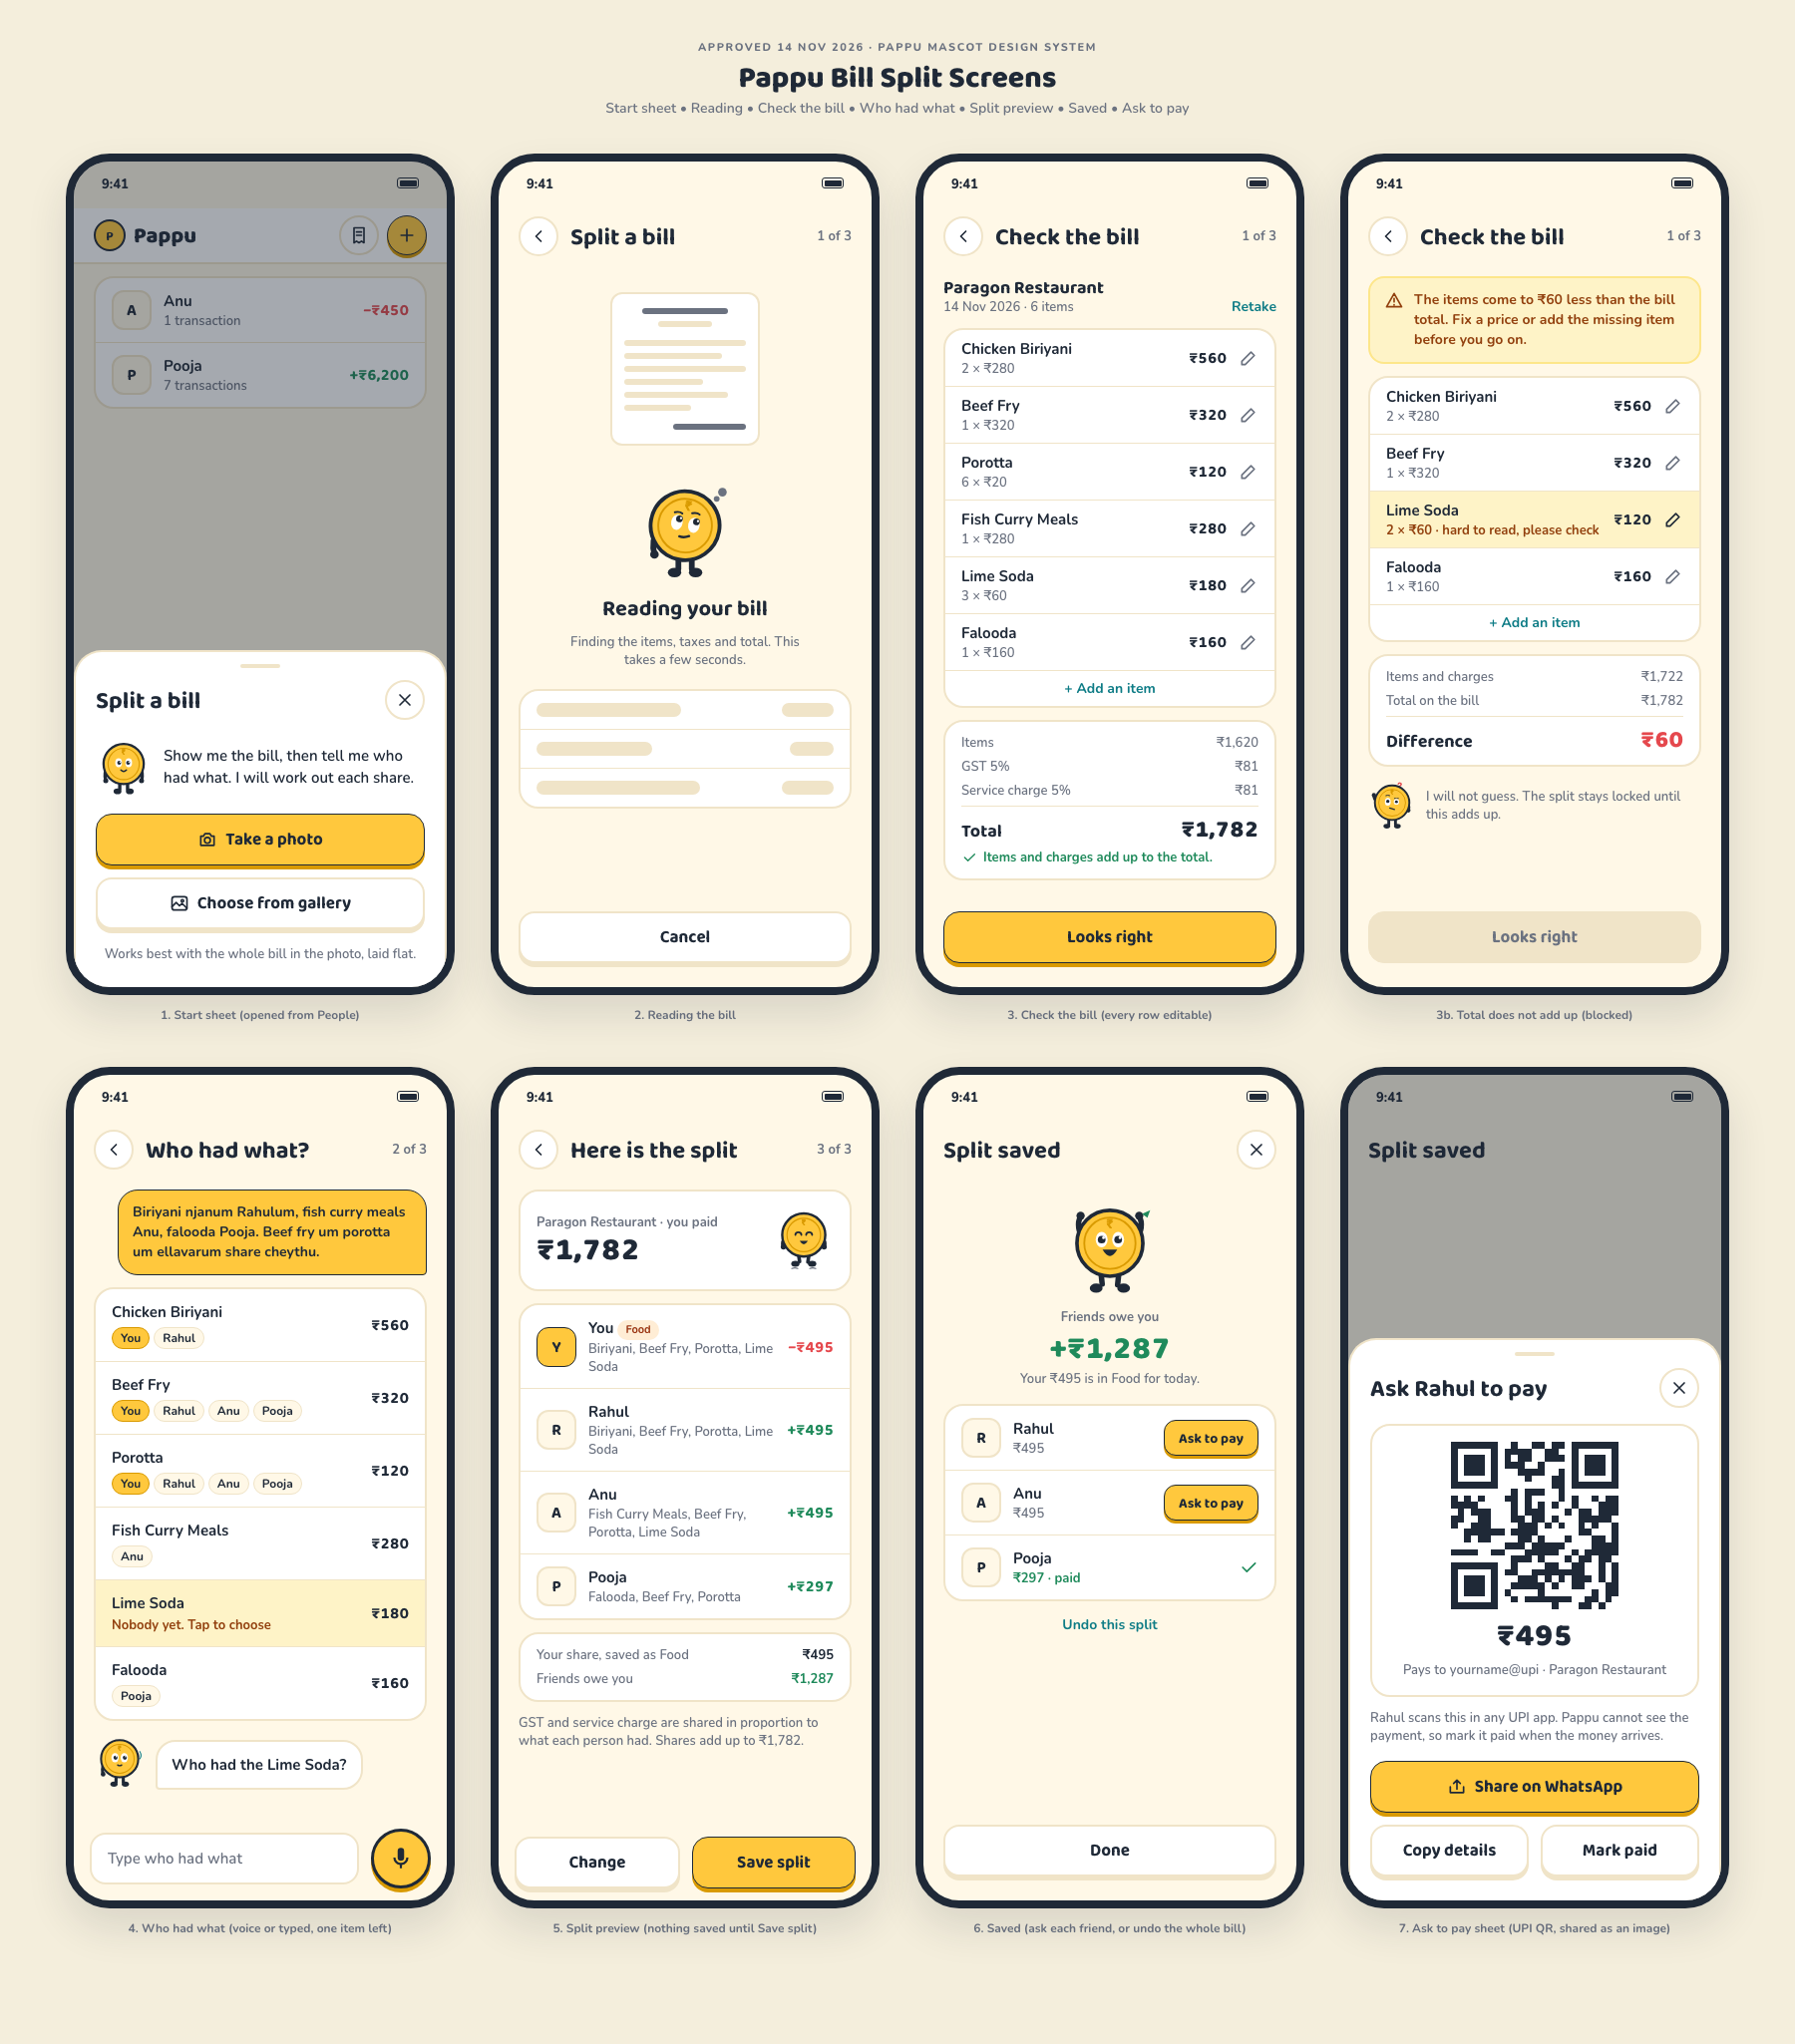 APPROVED 14 NOV 2026 · PAPPU MASCOT DESIGN SYSTEM
Pappu Bill Split Screens
Start sheet • Reading • Check the bill • Who had what • Split preview • Saved • Ask to pay
9:41
P Pappu
A
Anu
1 transaction
−₹450
P
Pooja
7 transactions
+₹6,200
Split a bill
Show me the bill, then tell me who
had what. I will work out each share.
Take a photo
Choose from gallery
Works best with the whole bill in the photo, laid flat.
1. Start sheet (opened from People)
9:41
Split a bill
1 of 3
Reading your bill
Finding the items, taxes and total. This
takes a few seconds.
Cancel
2. Reading the bill
9:41
Check the bill
1 of 3
Paragon Restaurant
14 Nov 2026 · 6 items
Retake
Chicken Biriyani
2 × ₹280
₹560
Beef Fry
1 × ₹320
₹320
Porotta
6 × ₹20
₹120
Fish Curry Meals
1 × ₹280
₹280
Lime Soda
3 × ₹60
₹180
Falooda
1 × ₹160
₹160
+ Add an item
Items ₹1,620
GST 5% ₹81
Service charge 5% ₹81
Total ₹1,782
Items and charges add up to the total.
Looks right
3. Check the bill (every row editable)
9:41
Check the bill
1 of 3
The items come to ₹60 less than the bill
total. Fix a price or add the missing item
before you go on.
Chicken Biriyani
2 × ₹280
₹560
Beef Fry
1 × ₹320
₹320
Lime Soda
2 × ₹60 · hard to read, please check
₹120
Falooda
1 × ₹160
₹160
+ Add an item
Items and charges ₹1,722
Total on the bill ₹1,782
Difference ₹60
I will not guess. The split stays locked until
this adds up.
Looks right
3b. Total does not add up (blocked)
9:41
Who had what?
2 of 3
Biriyani njanum Rahulum, fish curry meals
Anu, falooda Pooja. Beef fry um porotta
um ellavarum share cheythu.
Chicken Biriyani
You Rahul
₹560
Beef Fry
You Rahul Anu Pooja
₹320
Porotta
You Rahul Anu Pooja
₹120
Fish Curry Meals
Anu
₹280
Lime Soda
Nobody yet. Tap to choose
₹180
Falooda
Pooja
₹160
Who had the Lime Soda?
Type who had what
4. Who had what (voice or typed, one item left)
9:41
Here is the split
3 of 3
Paragon Restaurant · you paid
₹1,782
Y
You Food
Biriyani, Beef Fry, Porotta, Lime
Soda
−₹495
R
Rahul
Biriyani, Beef Fry, Porotta, Lime
Soda
+₹495
A
Anu
Fish Curry Meals, Beef Fry,
Porotta, Lime Soda
+₹495
P
Pooja
Falooda, Beef Fry, Porotta
+₹297
Your share, saved as Food ₹495
Friends owe you ₹1,287
GST and service charge are shared in proportion to
what each person had. Shares add up to ₹1,782.
Change
Save split
5. Split preview (nothing saved until Save split)
9:41
Split saved
Friends owe you
+₹1,287
Your ₹495 is in Food for today.
R
Rahul
₹495
Ask to pay
A
Anu
₹495
Ask to pay
P
Pooja
₹297 · paid
Undo this split
Done
6. Saved (ask each friend, or undo the whole bill)
9:41
Split saved
Ask Rahul to pay
₹495
Pays to yourname@upi · Paragon Restaurant
Rahul scans this in any UPI app. Pappu cannot see the
payment, so mark it paid when the money arrives.
Share on WhatsApp
Copy details
Mark paid
7. Ask to pay sheet (UPI QR, shared as an image)